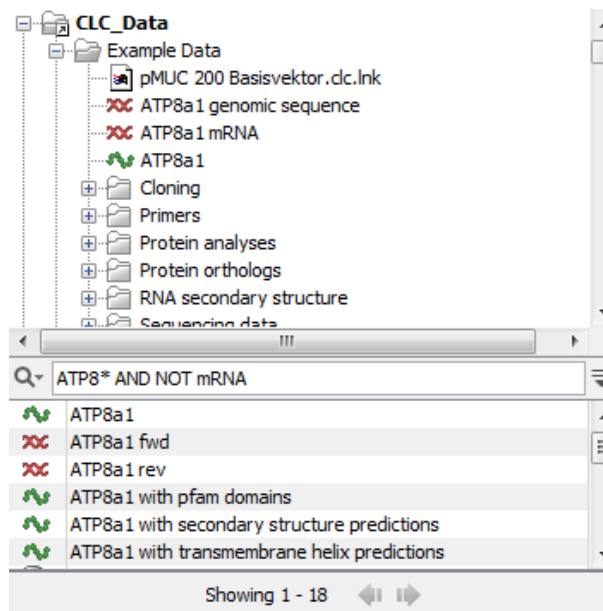 CLC_Data
Example Data
pMUC 200 Basisvektor.clc.lnk
ATP8a1 genomic sequence
ATP8a1 mRNA
ATP8a1
Cloning
Primers
Protein analyses
Protein orthologs
RNA secondary structure
Sequencing data
ATP8* AND NOT mRNA
ATP8a1
ATP8a1 fwd
ATP8a1 rev
ATP8a1 with pfam domains
ATP8a1 with secondary structure predictions
ATP8a1 with transmembrane helix predictions
Showing 1 - 18